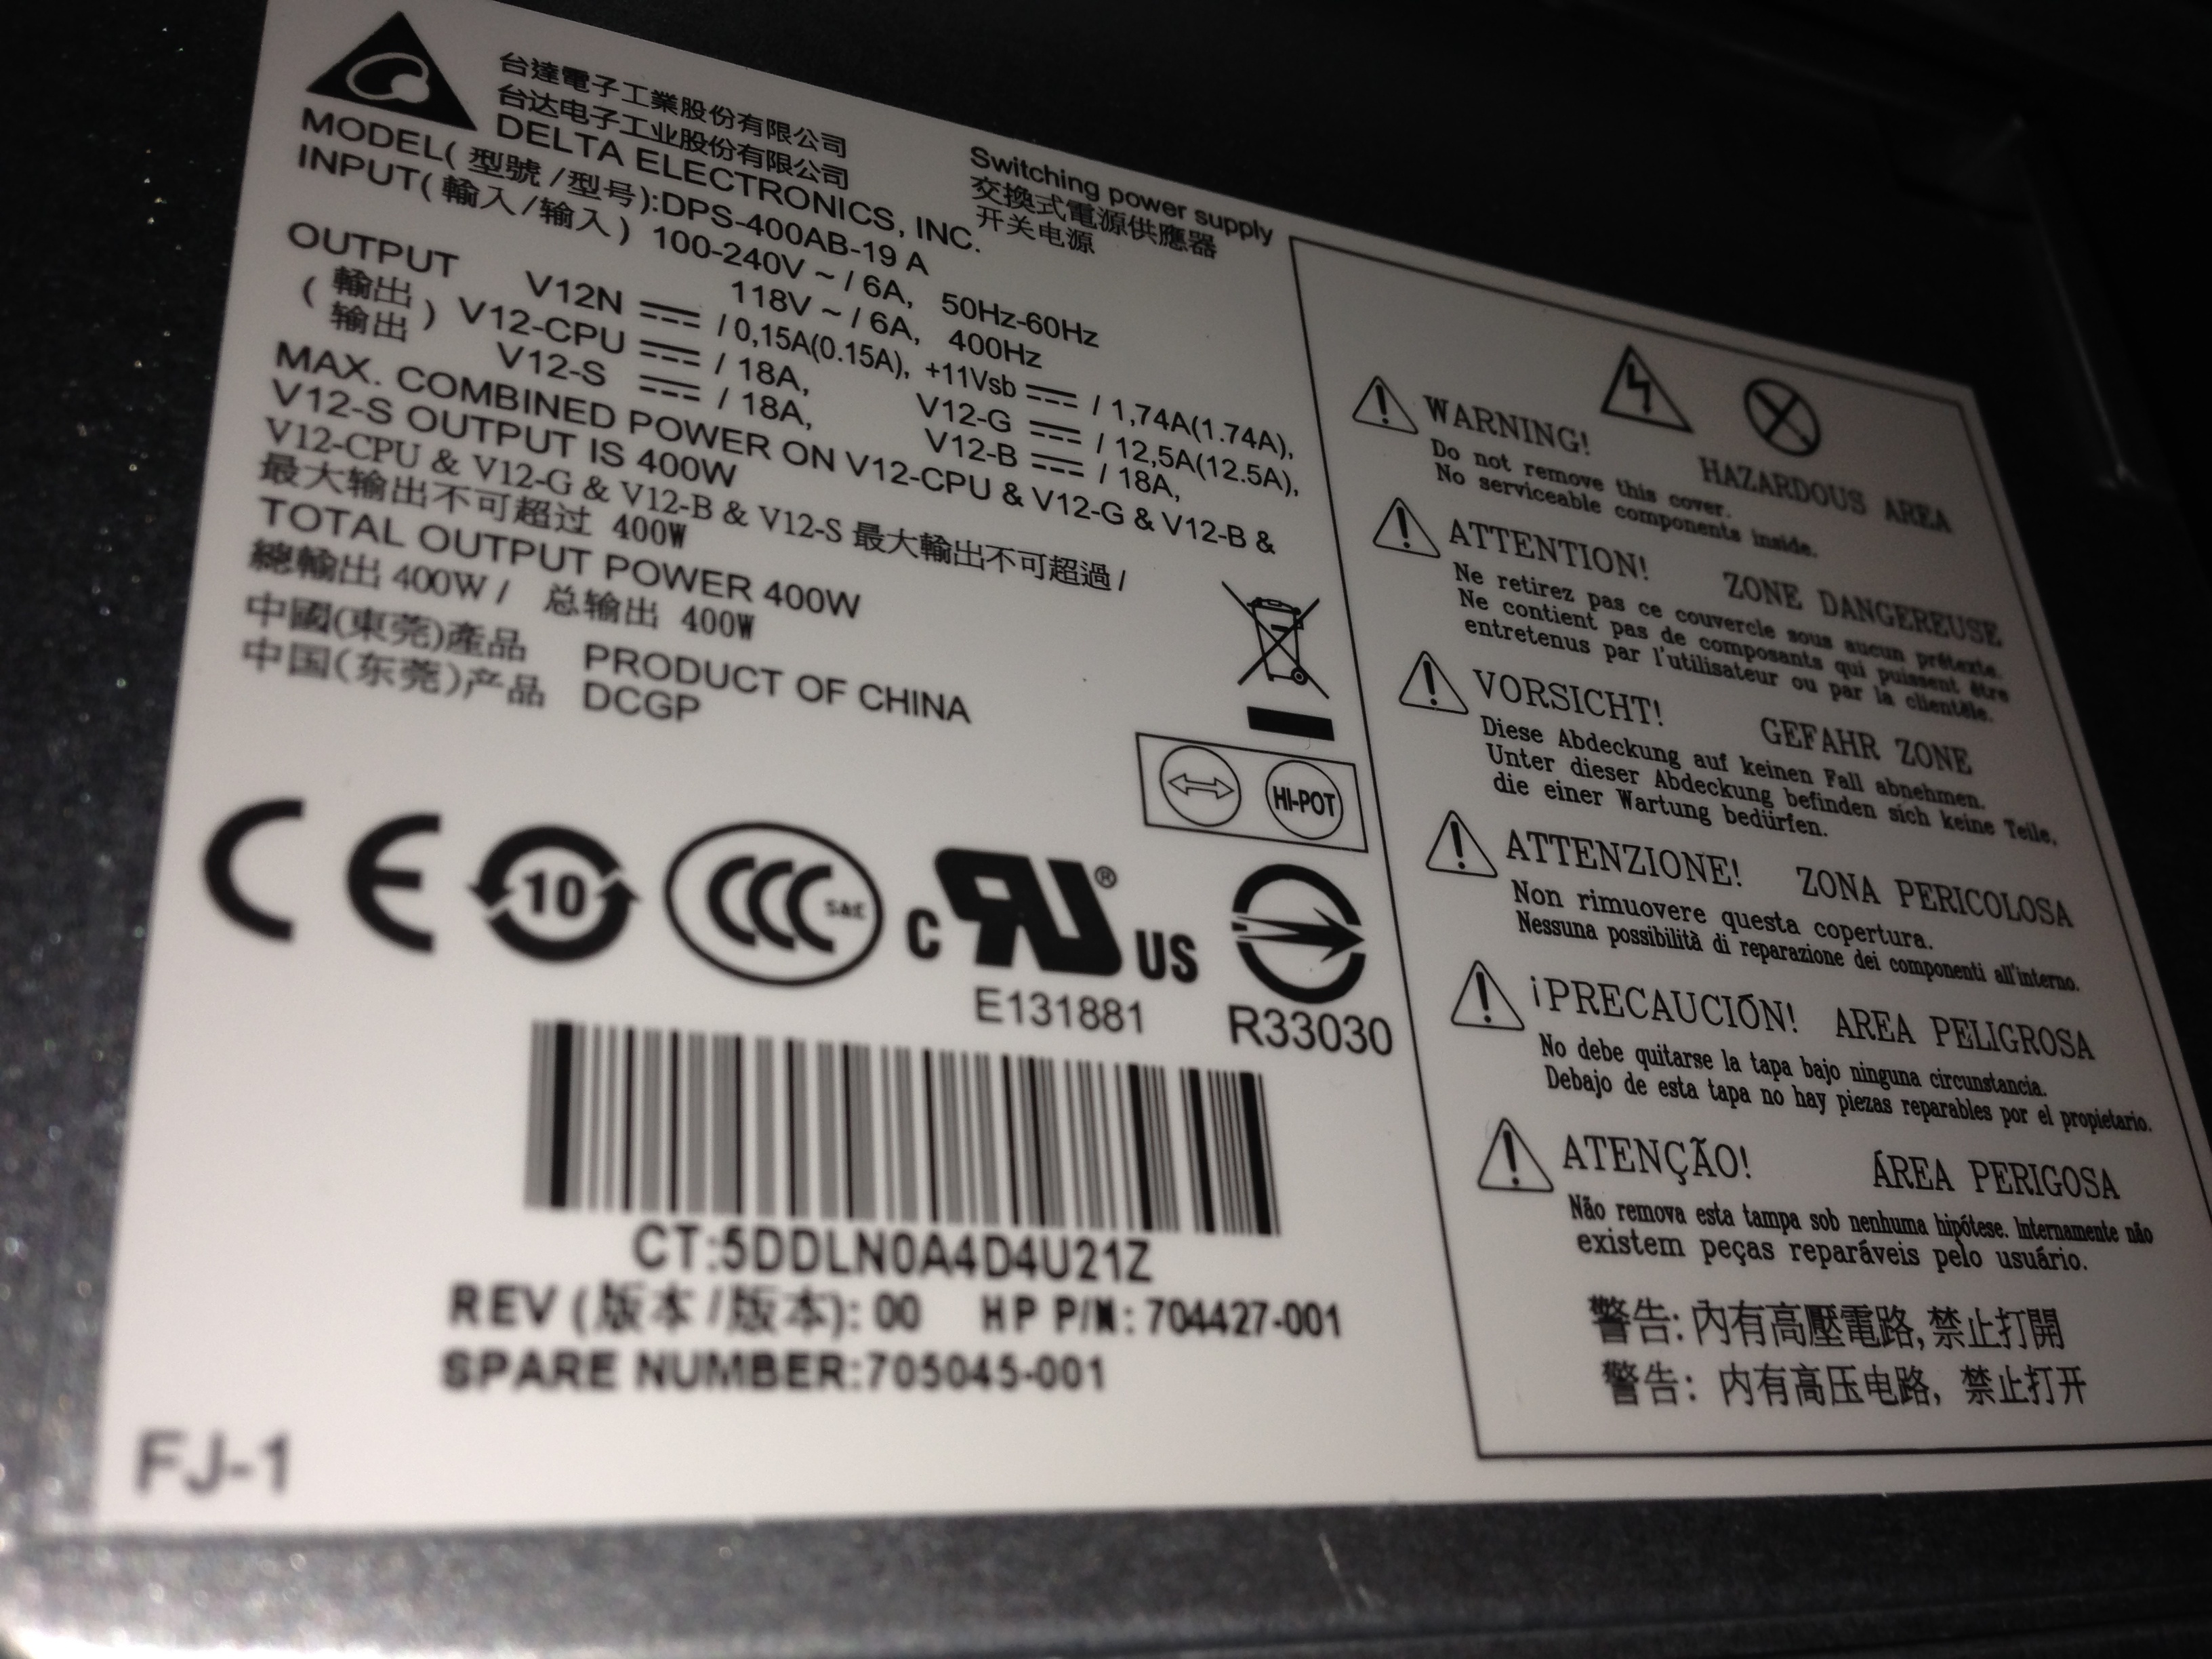 台達電子工業股份有限公司
台达电子工业股份有限公司
DELTA ELECTRONICS, INC.
Switching power supply
交換式電源供應器
开关电源
MODEL(型號/型号):DPS-400AB-19 A
INPUT(輸入/输入) 100-240V ~ / 6A, 50Hz-60Hz
118V ~ / 6A, 400Hz
OUTPUT V12N ⎓ / 0,15A(0.15A), +11Vsb ⎓ / 1,74A(1.74A),
(輸出 V12-CPU ⎓ / 18A, V12-G ⎓ / 12,5A(12.5A),
输出) V12-S ⎓ / 18A, V12-B ⎓ / 18A,
MAX. COMBINED POWER ON V12-CPU & V12-G & V12-B &
V12-S OUTPUT IS 400W
V12-CPU & V12-G & V12-B & V12-S 最大輸出不可超過 /
最大输出不可超过 400W
TOTAL OUTPUT POWER 400W
總輸出 400W / 总输出 400W
中國(東莞)產品 PRODUCT OF CHINA
中国(东莞)产品 DCGP
HI-POT
CE 10 CCC S&E c RU ® US
E131881 R33030
CT:5DDLN0A4D4U21Z
REV (版本/版本): 00 HP P/N: 704427-001
SPARE NUMBER:705045-001
FJ-1
WARNING! HAZARDOUS AREA
Do not remove this cover.
No serviceable components inside.
ATTENTION! ZONE DANGEREUSE
Ne retirez pas ce couvercle sous aucun prétexte.
Ne contient pas de composants qui puissent être
entretenus par l'utilisateur ou par la clientèle.
VORSICHT! GEFAHR ZONE
Diese Abdeckung auf keinen Fall abnehmen.
Unter dieser Abdeckung befinden sich keine Teile,
die einer Wartung bedürfen.
ATTENZIONE! ZONA PERICOLOSA
Non rimuovere questa copertura.
Nessuna possibilità di reparazione dei componenti all'interno.
¡PRECAUCIÓN! AREA PELIGROSA
No debe quitarse la tapa bajo ninguna circunstancia.
Debajo de esta tapa no hay piezas reparables por el propietario.
ATENÇÃO! ÁREA PERIGOSA
Não remova esta tampa sob nenhuma hipótese. Internamente não
existem peças reparáveis pelo usuário.
警告:內有高壓電路,禁止打開
警告: 内有高压电路, 禁止打开